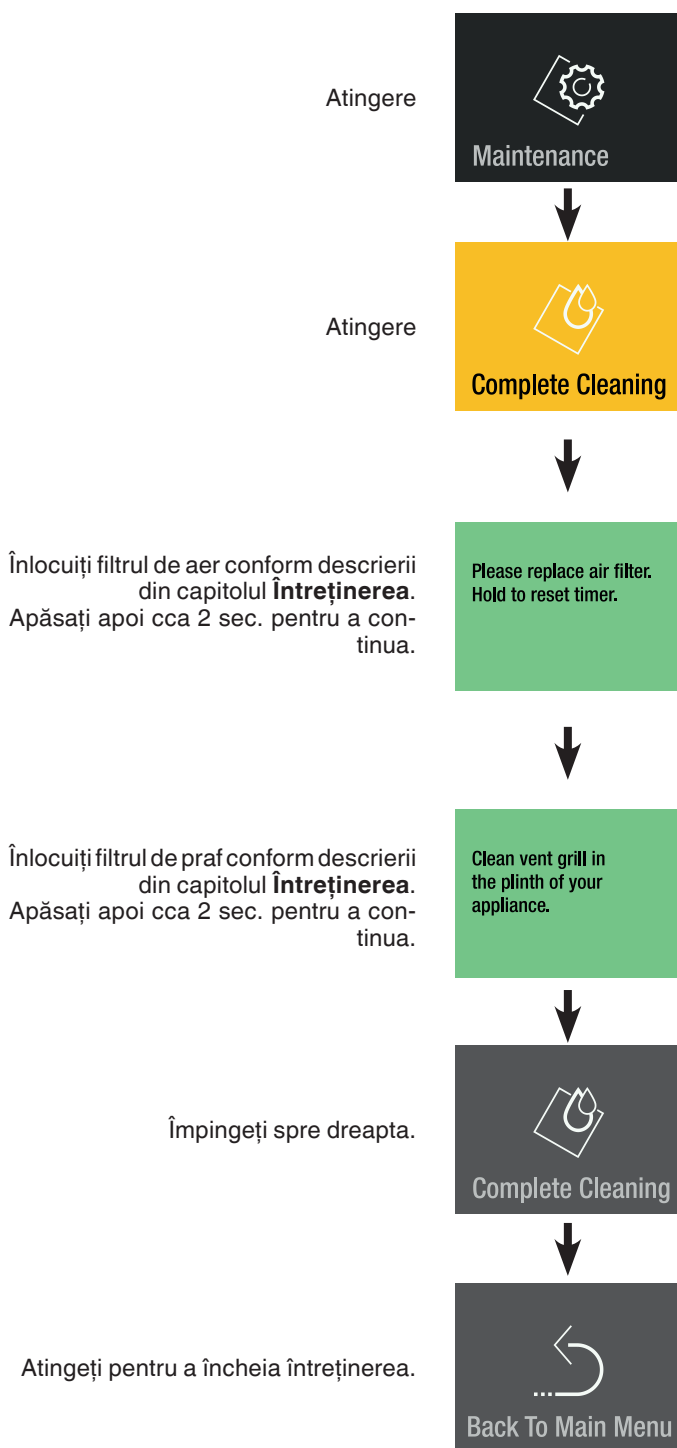 Atingere
Maintenance
Atingere
Complete Cleaning
Înlocuiți filtrul de aer conform descrierii
din capitolul Întreținerea.
Apăsați apoi cca 2 sec. pentru a con-
tinua.
Please replace air filter.
Hold to reset timer.
Înlocuiți filtrul de praf conform descrierii
din capitolul Întreținerea.
Apăsați apoi cca 2 sec. pentru a con-
tinua.
Clean vent grill in
the plinth of your
appliance.
Împingeți spre dreapta.
Complete Cleaning
Atingeți pentru a încheia întreținerea.
Back To Main Menu